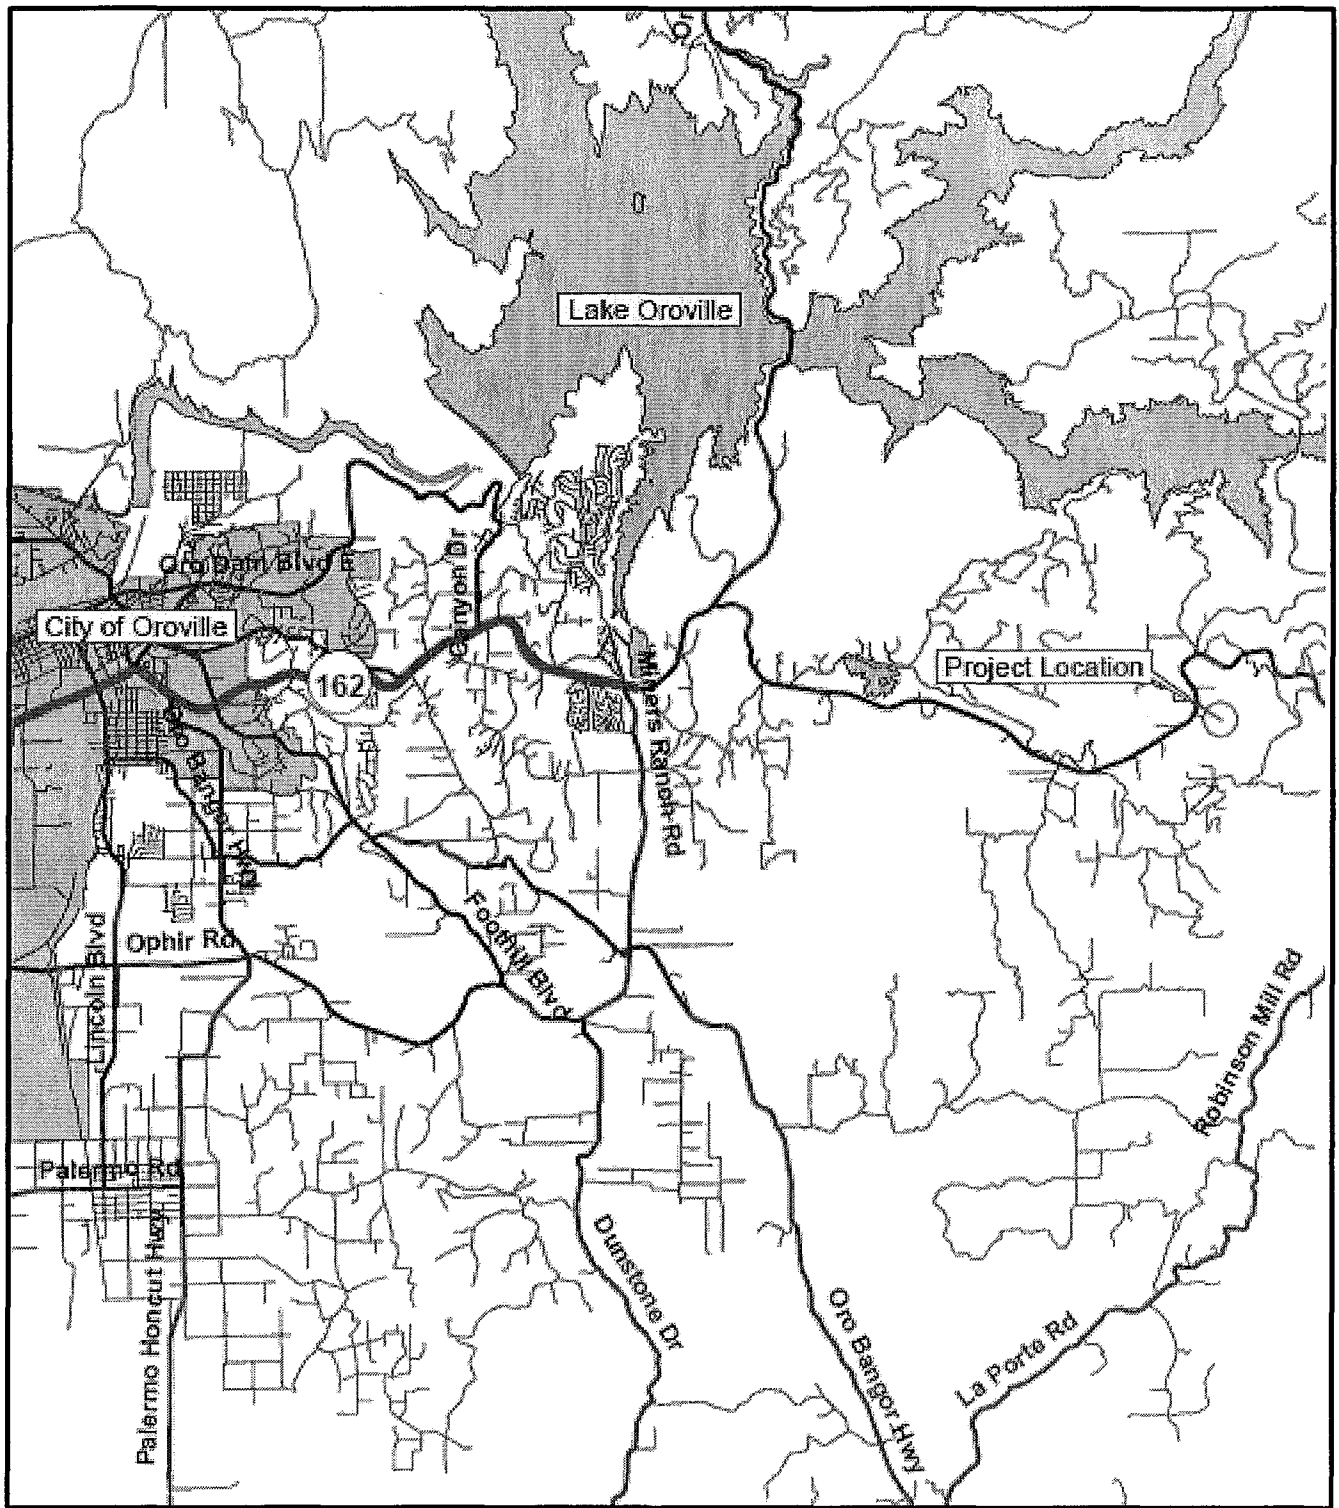 Or
Lake Oroville
Oro Dam Blvd E
Canyon Dr
City of Oroville
162
Miners Ranch Rd
Project Location
Oro Bangor Hwy
Foothill Blvd
Ophir Rd
Lincoln Blvd
Robinson Mill Rd
Palermo Rd
Palermo Honcut Hwy
Dunstone Dr
Oro Bangor Hwy
La Porte Rd